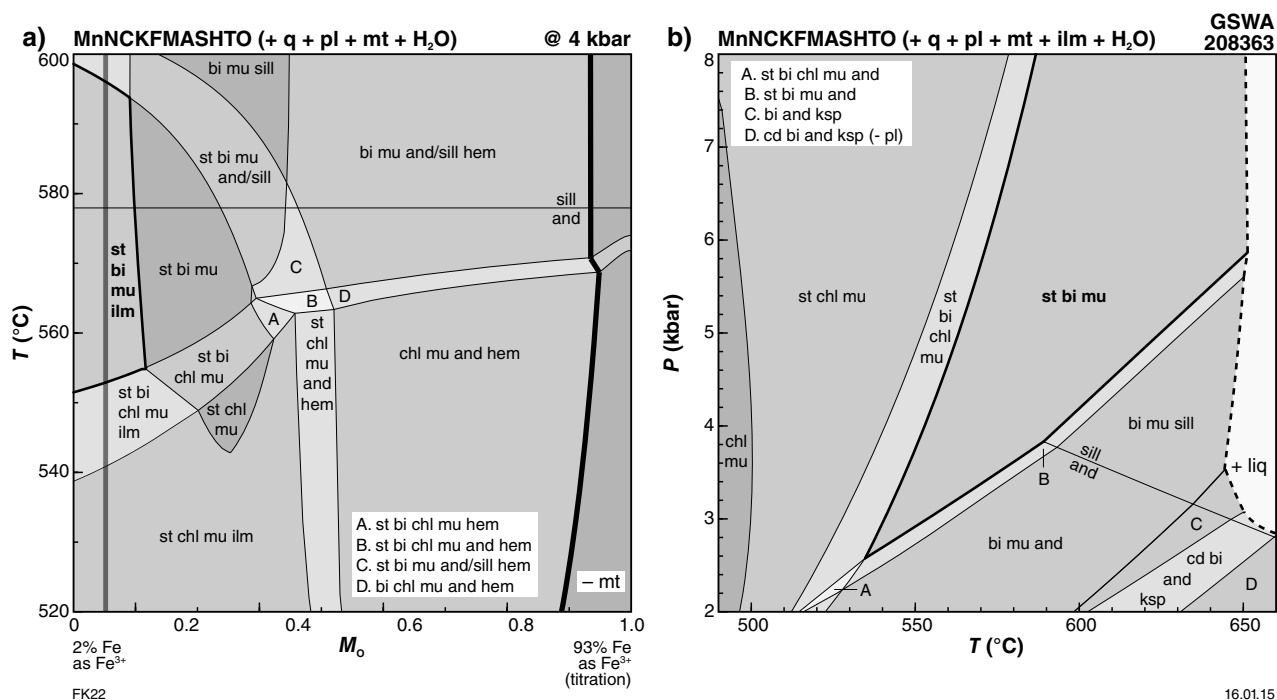 a) MnNCKFMASHTO (+ q + pl + mt + H₂O) @ 4 kbar
600
580
560
540
520
T (°C)
bi mu sill
st bi mu
and/sill
bi mu and/sill hem
sill
and
st
bi
mu
ilm
st bi mu
C
B
D
A
st bi
chl mu
st
chl
mu
and
hem
chl mu and hem
st bi
chl mu
ilm
st chl
mu
st chl mu ilm
A. st bi chl mu hem
B. st bi chl mu and hem
C. st bi mu and/sill hem
D. bi chl mu and hem
– mt
0
0.2
0.4
0.6
0.8
1.0
Mo
2% Fe
as Fe³⁺
93% Fe
as Fe³⁺
(titration)
FK22
b) MnNCKFMASHTO (+ q + pl + mt + ilm + H₂O)
GSWA
208363
8
7
6
5
4
3
2
P (kbar)
A. st bi chl mu and
B. st bi mu and
C. bi and ksp
D. cd bi and ksp (- pl)
st chl mu
st
bi
chl
mu
st bi mu
chl
mu
bi mu sill
sill
and
B
+ liq
C
bi mu and
cd bi
and
ksp
D
A
500
550
600
650
T (°C)
16.01.15